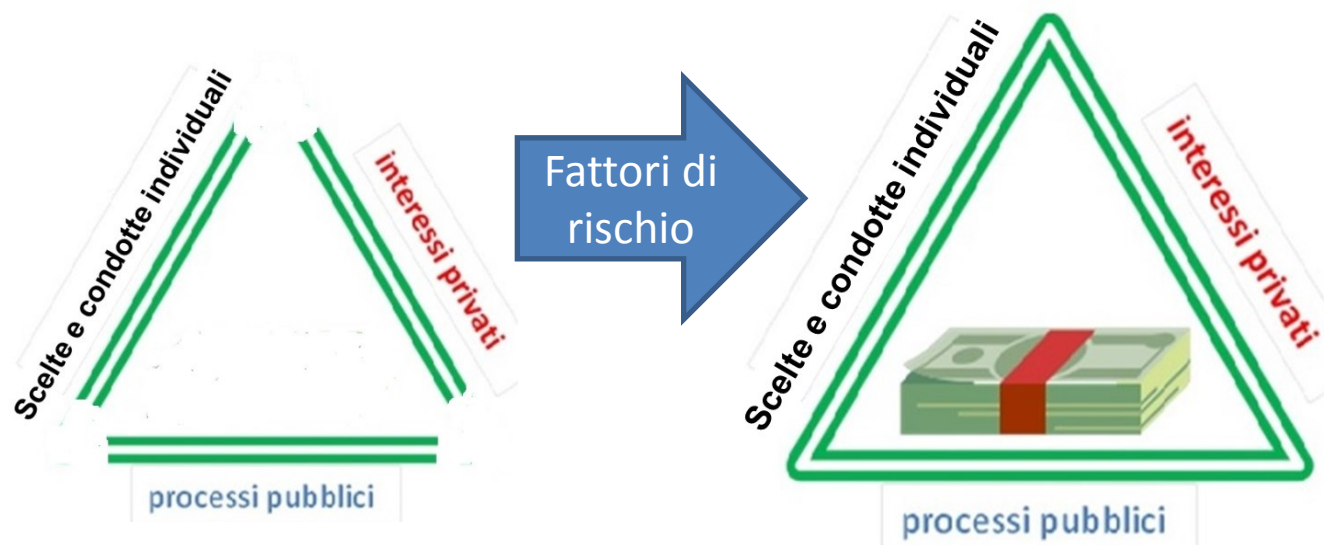 Scelte e condotte individuali
interessi privati
processi pubblici
Fattori di
rischio
Scelte e condotte individuali
interessi privati
processi pubblici